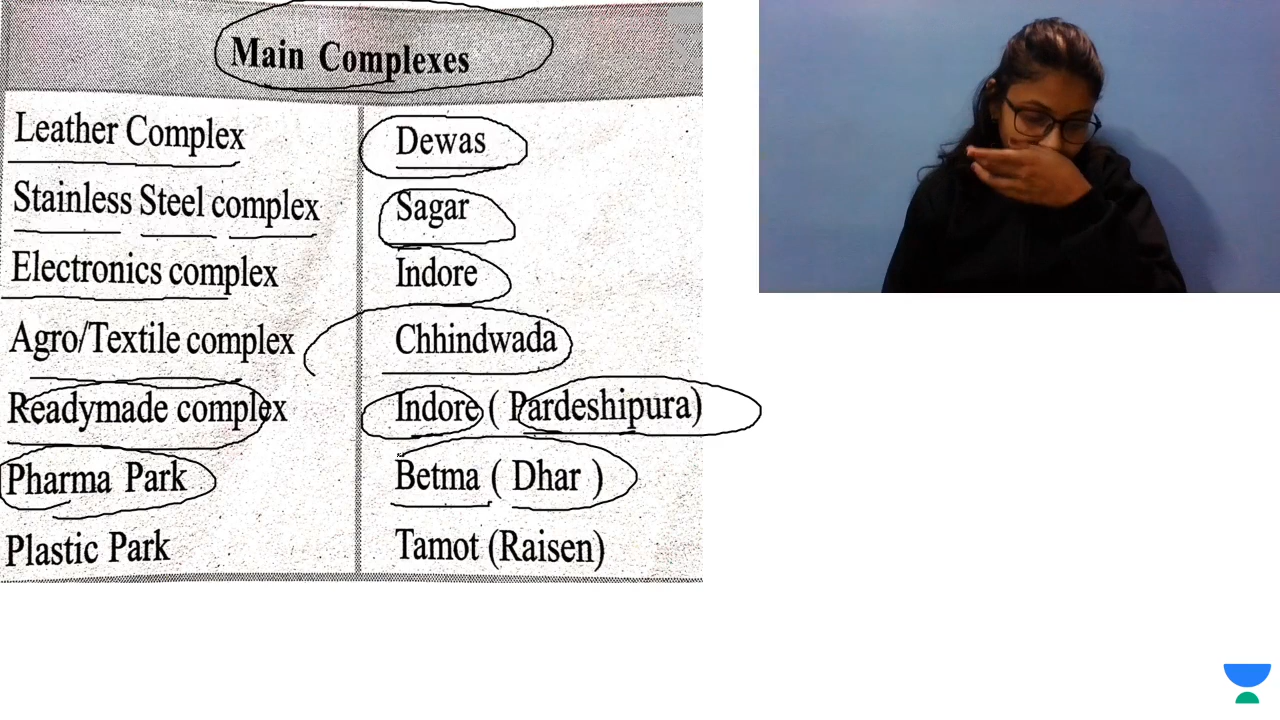 Main Complexes
Leather Complex Dewas
Stainless Steel complex Sagar
Electronics complex Indore
Agro/Textile complex Chhindwada
Readymade complex Indore ( Pardeshipura)
Pharma Park Betma ( Dhar )
Plastic Park Tamot (Raisen)